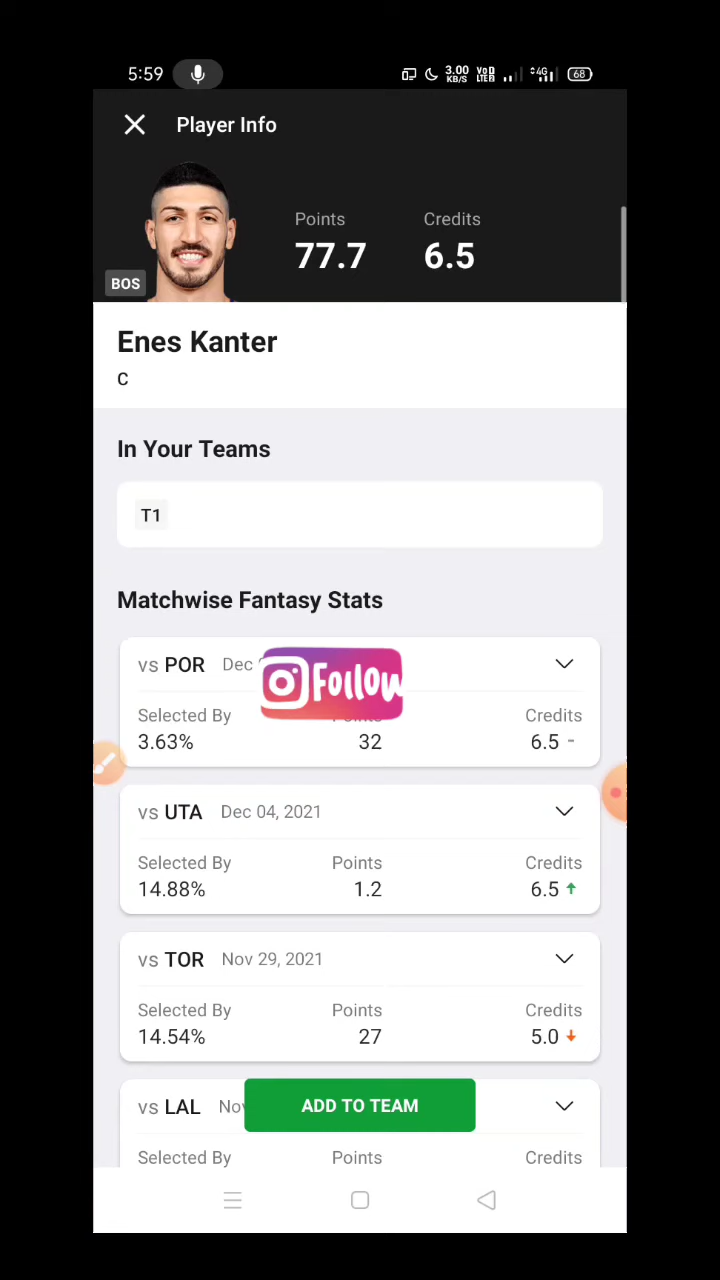 5:59 3.00 KB/S VoD LTE2 4G 68
Player Info
Points Credits
77.7 6.5
BOS
Enes Kanter
C
In Your Teams
T1
Matchwise Fantasy Stats
vs POR Dec
Follow
Selected By Points Credits
3.63% 32 6.5 -
vs UTA Dec 04, 2021
Selected By Points Credits
14.88% 1.2 6.5
vs TOR Nov 29, 2021
Selected By Points Credits
14.54% 27 5.0
vs LAL
ADD TO TEAM
Selected By Points Credits